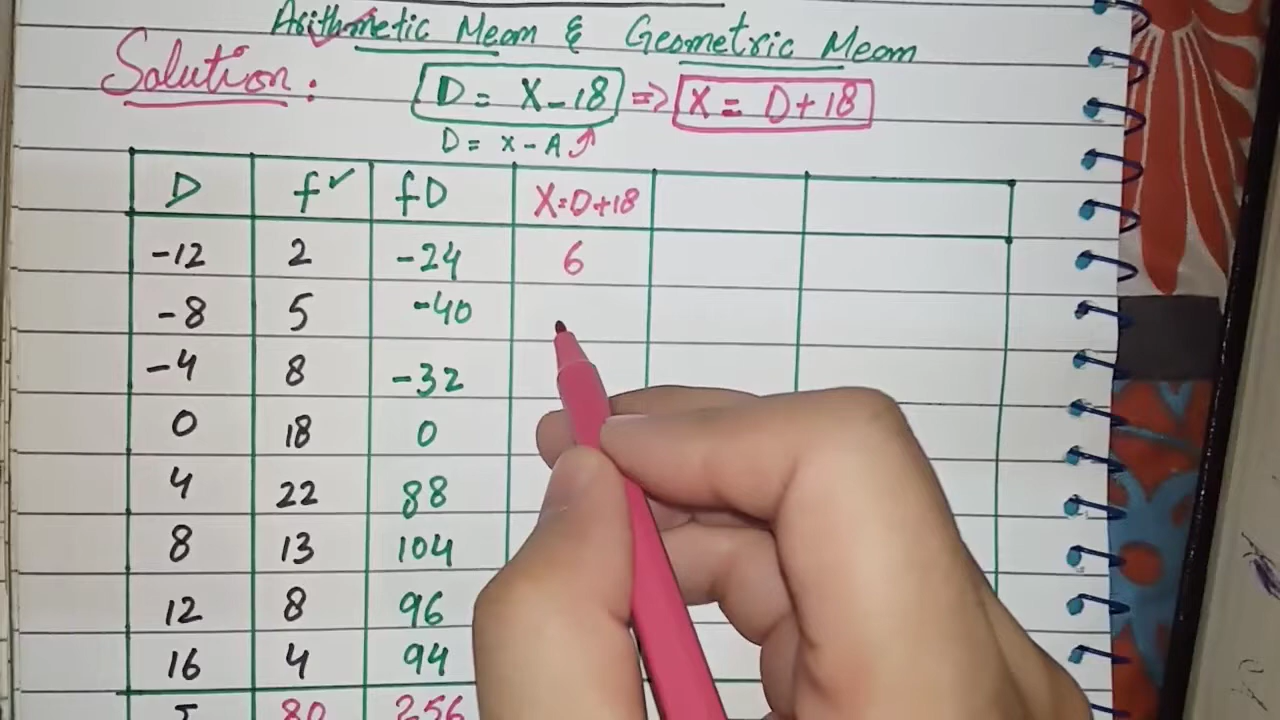 Arithmetic Mean & Geometric Mean
Solution: D = X-18 => X = D+18
D = x - A
D f ✓ fD X=D+18
-12 2 -24 6
-8 5 -40
-4 8 -32
0 18 0
4 22 88
8 13 104
12 8 96
16 4 94
80 256